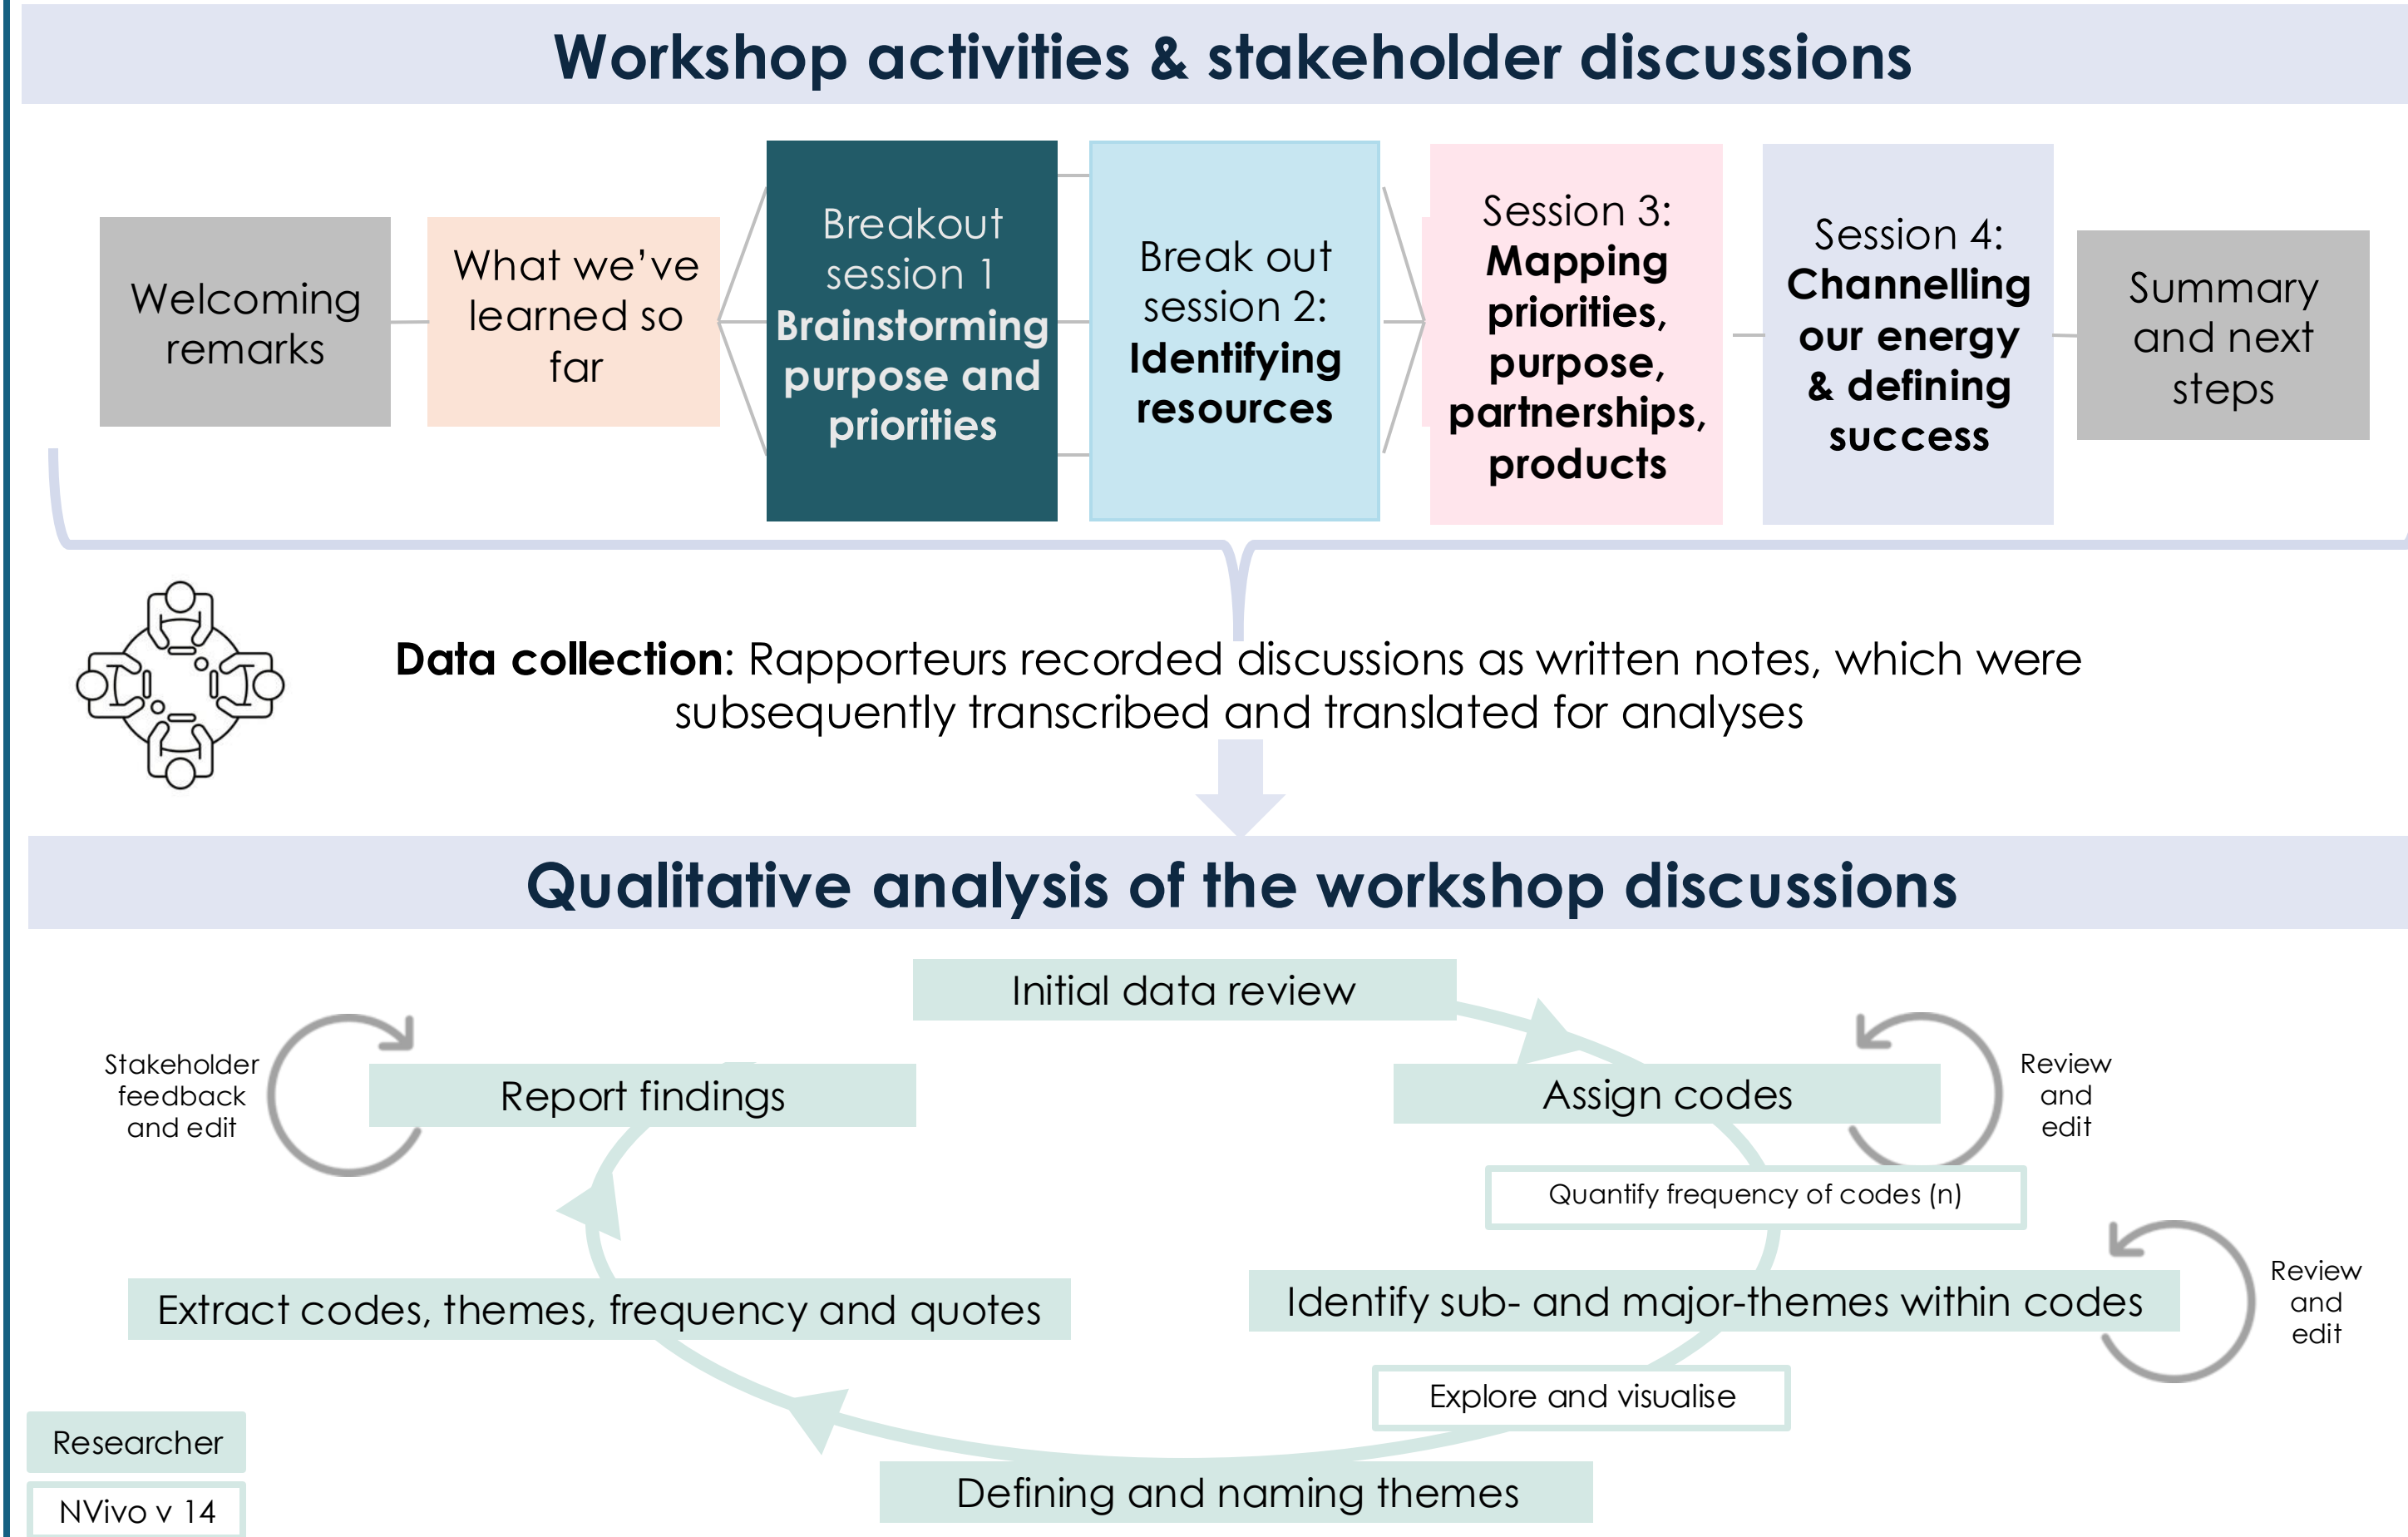 Workshop activities & stakeholder discussions
Welcoming
remarks
What we’ve
learned so
far
Breakout
session 1
Brainstorming
purpose and
priorities
Break out
session 2:
Identifying
resources
Session 3:
Mapping
priorities,
purpose,
partnerships,
products
Session 4:
Channelling
our energy
& defining
success
Summary
and next
steps
Data collection: Rapporteurs recorded discussions as written notes, which were
subsequently transcribed and translated for analyses
Qualitative analysis of the workshop discussions
Initial data review
Assign codes
Review
and
edit
Quantify frequency of codes (n)
Identify sub- and major-themes within codes
Review
and
edit
Explore and visualise
Defining and naming themes
Extract codes, themes, frequency and quotes
Report findings
Stakeholder
feedback
and edit
Researcher
NVivo v 14